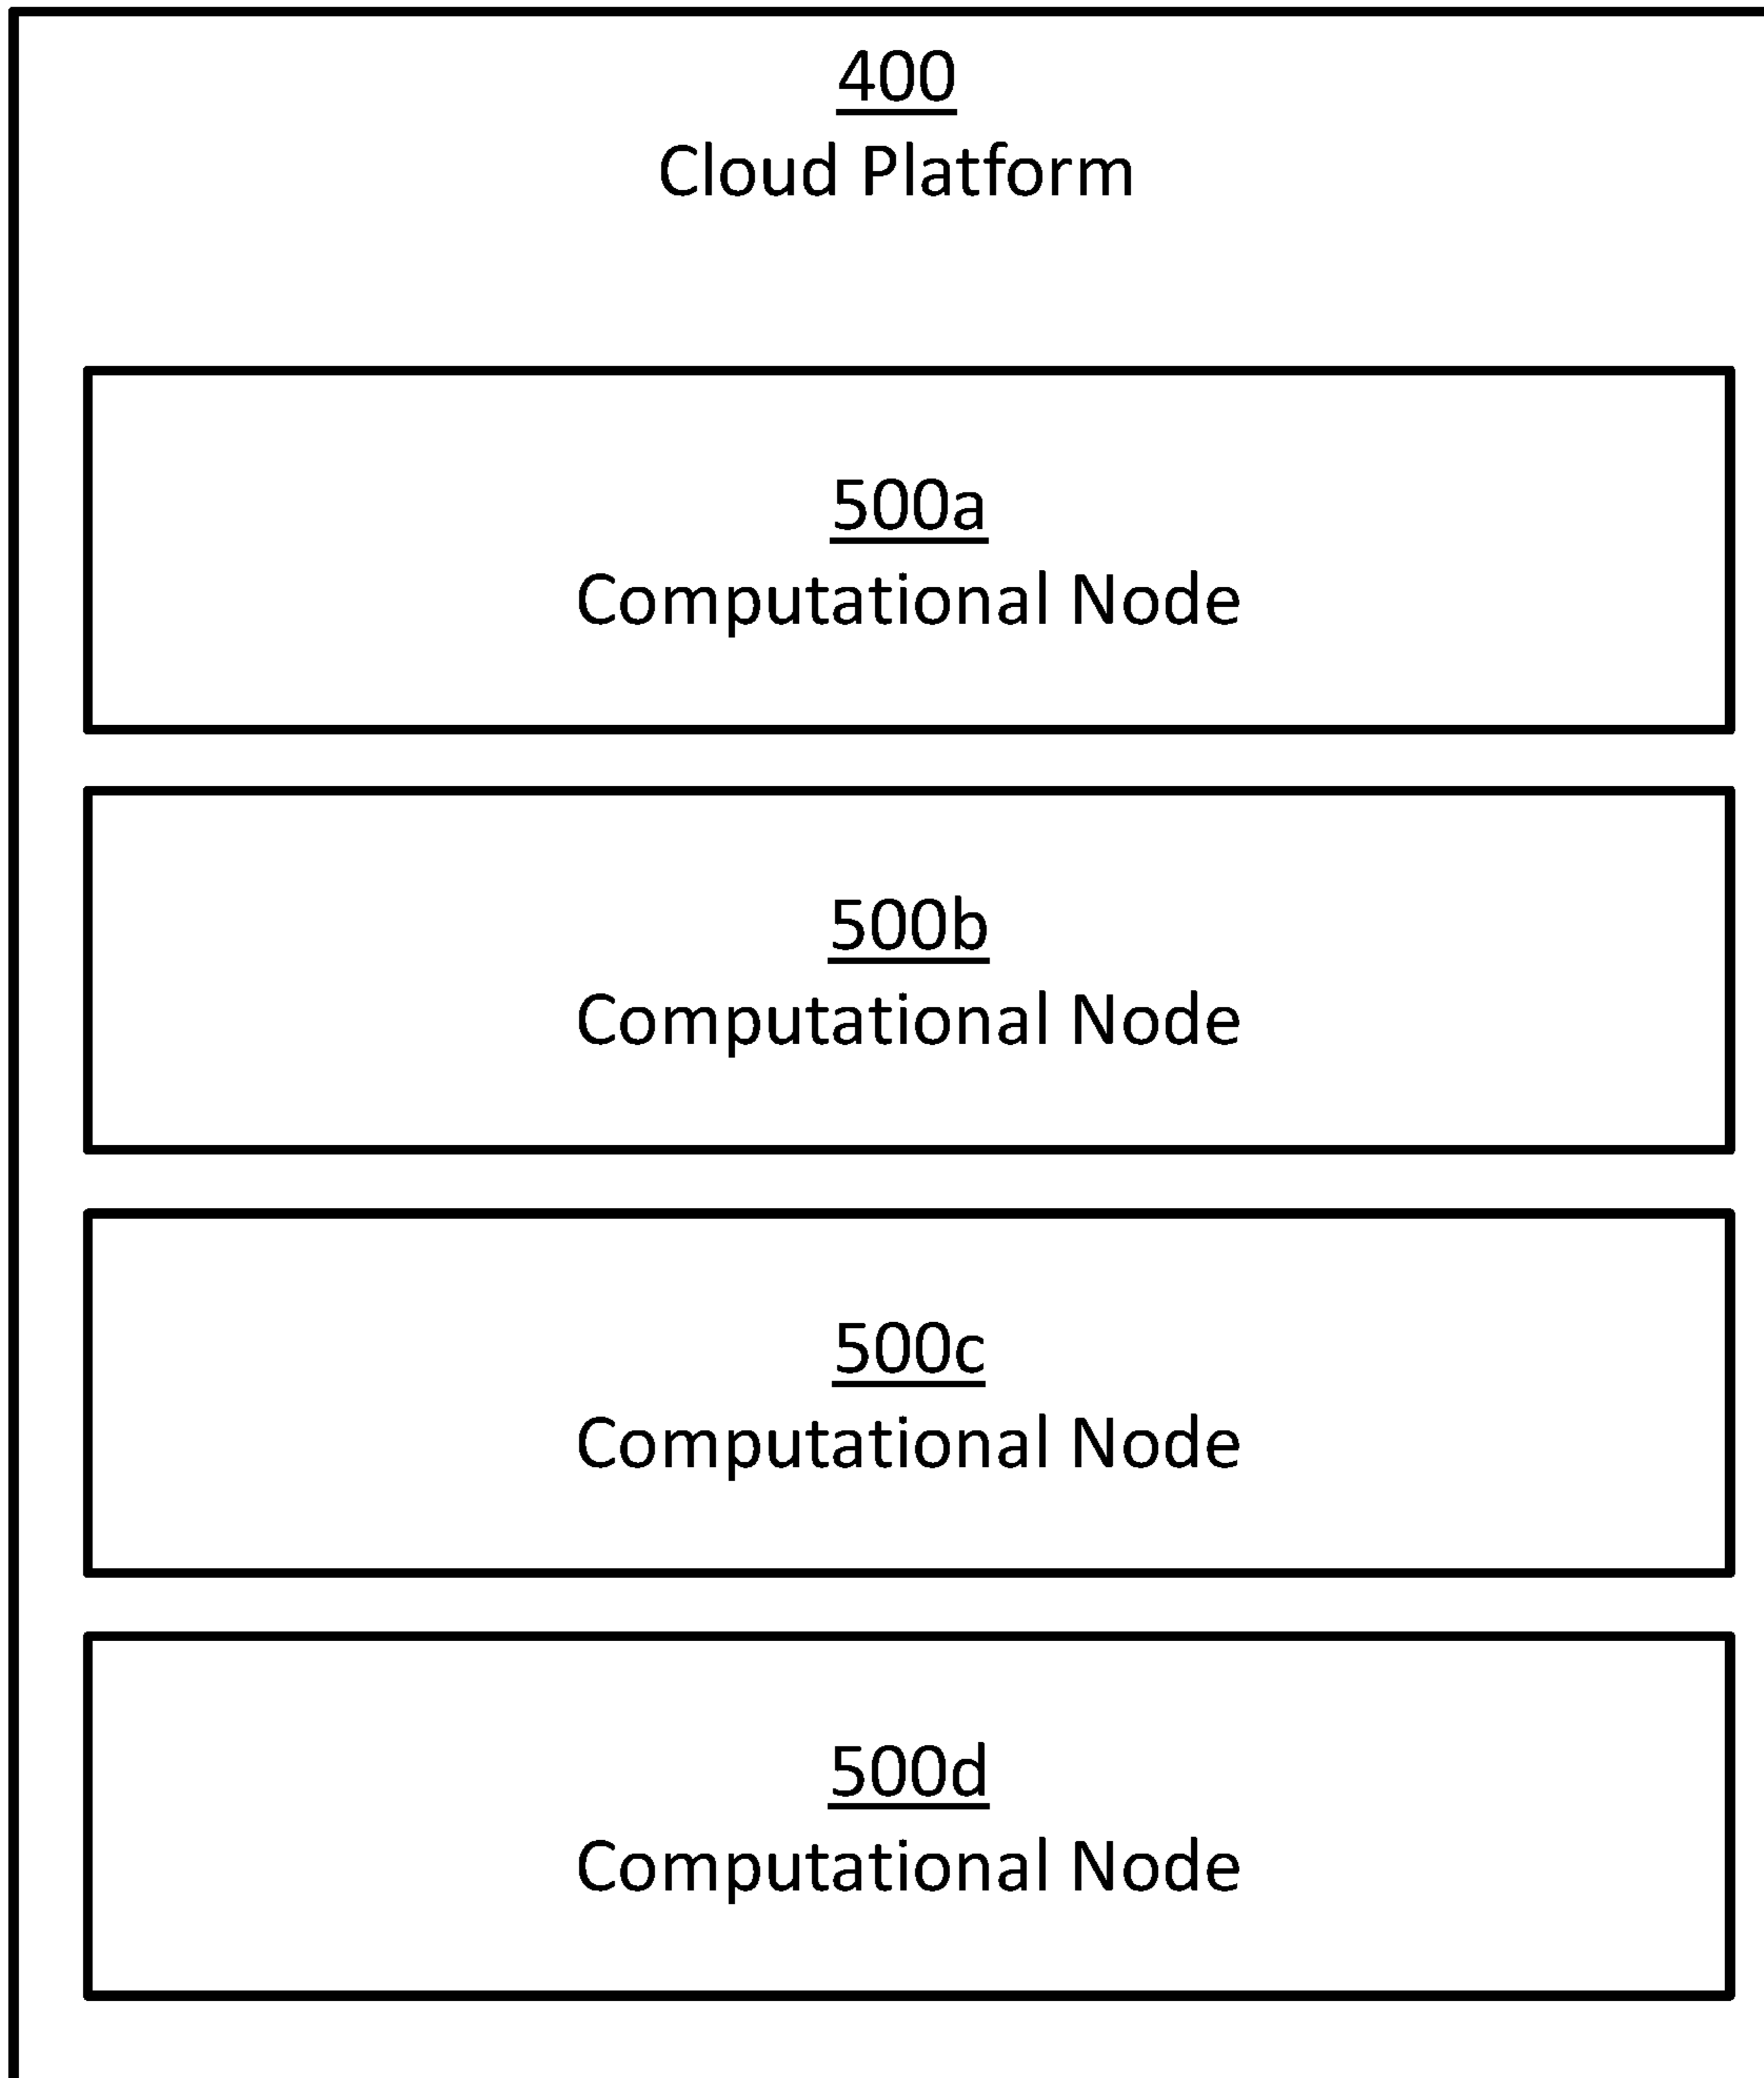 400
Cloud Platform
500a
Computational Node
500b
Computational Node
500c
Computational Node
500d
Computational Node